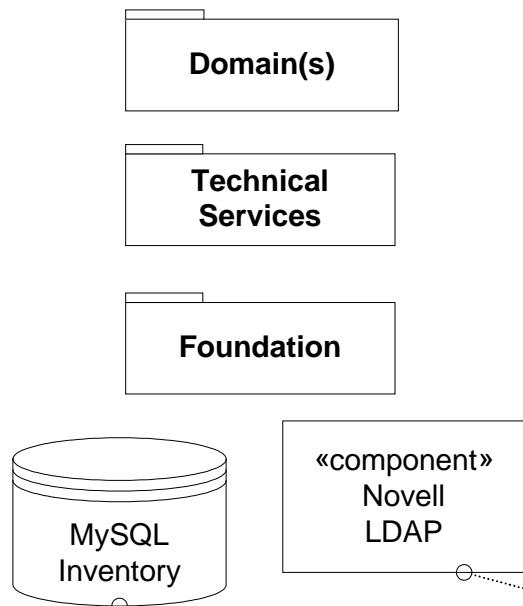 Domain(s)
Technical
Services
Foundation
«component»
Novell
LDAP
MySQL
Inventory